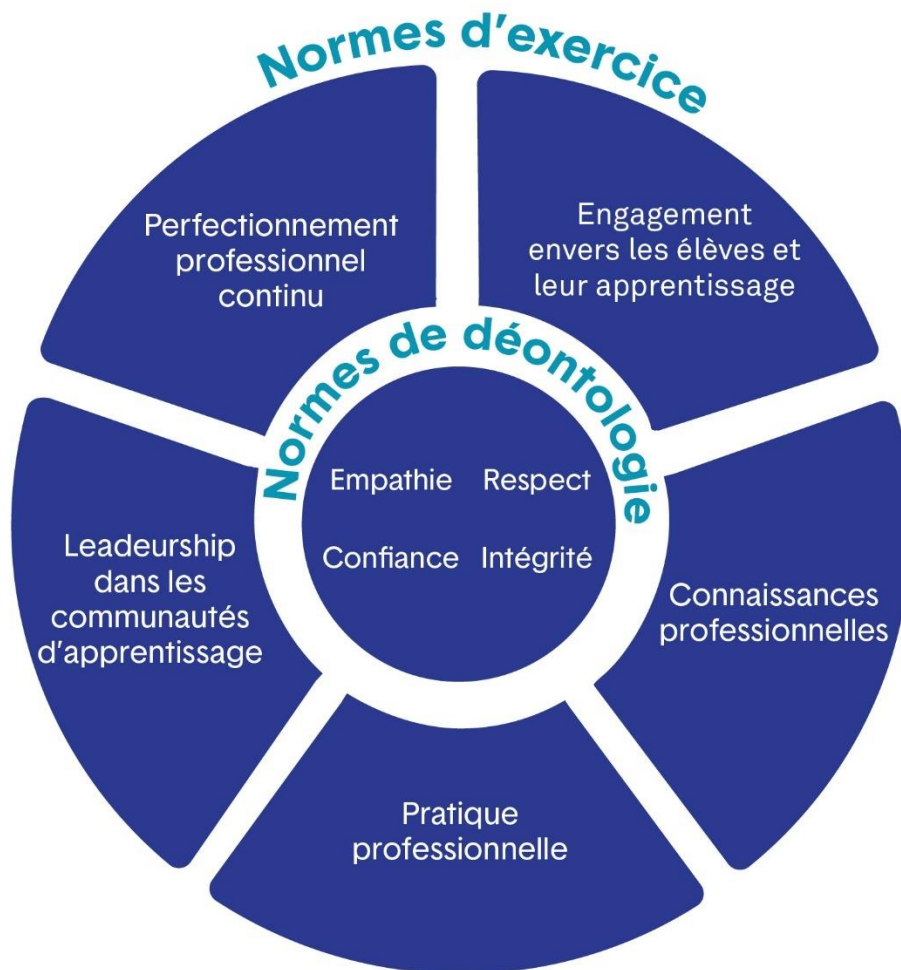 Normes d'exercice
Perfectionnement
professionnel
continu
Engagement
envers les élèves et
leur apprentissage
Normes de déontologie
Empathie Respect
Confiance Intégrité
Leadeurship
dans les
communautés
d'apprentissage
Connaissances
professionnelles
Pratique
professionnelle